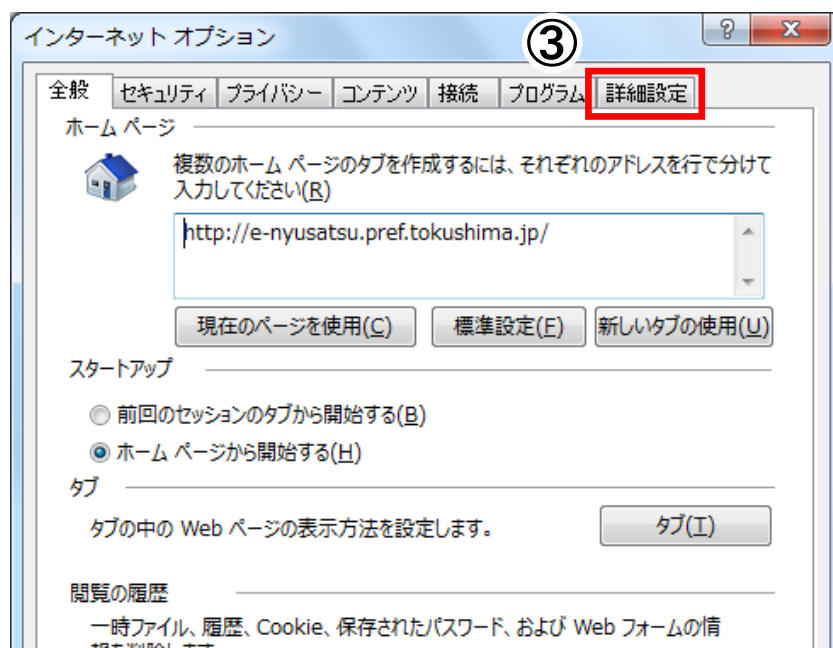 インターネット オプション
③
全般 セキュリティ プライバシー コンテンツ 接続 プログラム 詳細設定
ホーム ページ
複数のホーム ページのタブを作成するには、それぞれのアドレスを行で分けて
入力してください(R)
http://e-nyusatsu.pref.tokushima.jp/
現在のページを使用(C) 標準設定(F) 新しいタブの使用(U)
スタートアップ
前回のセッションのタブから開始する(B)
ホーム ページから開始する(H)
タブ
タブの中の Web ページの表示方法を設定します。 タブ(T)
閲覧の履歴
一時ファイル、履歴、Cookie、保存されたパスワード、および Web フォームの情